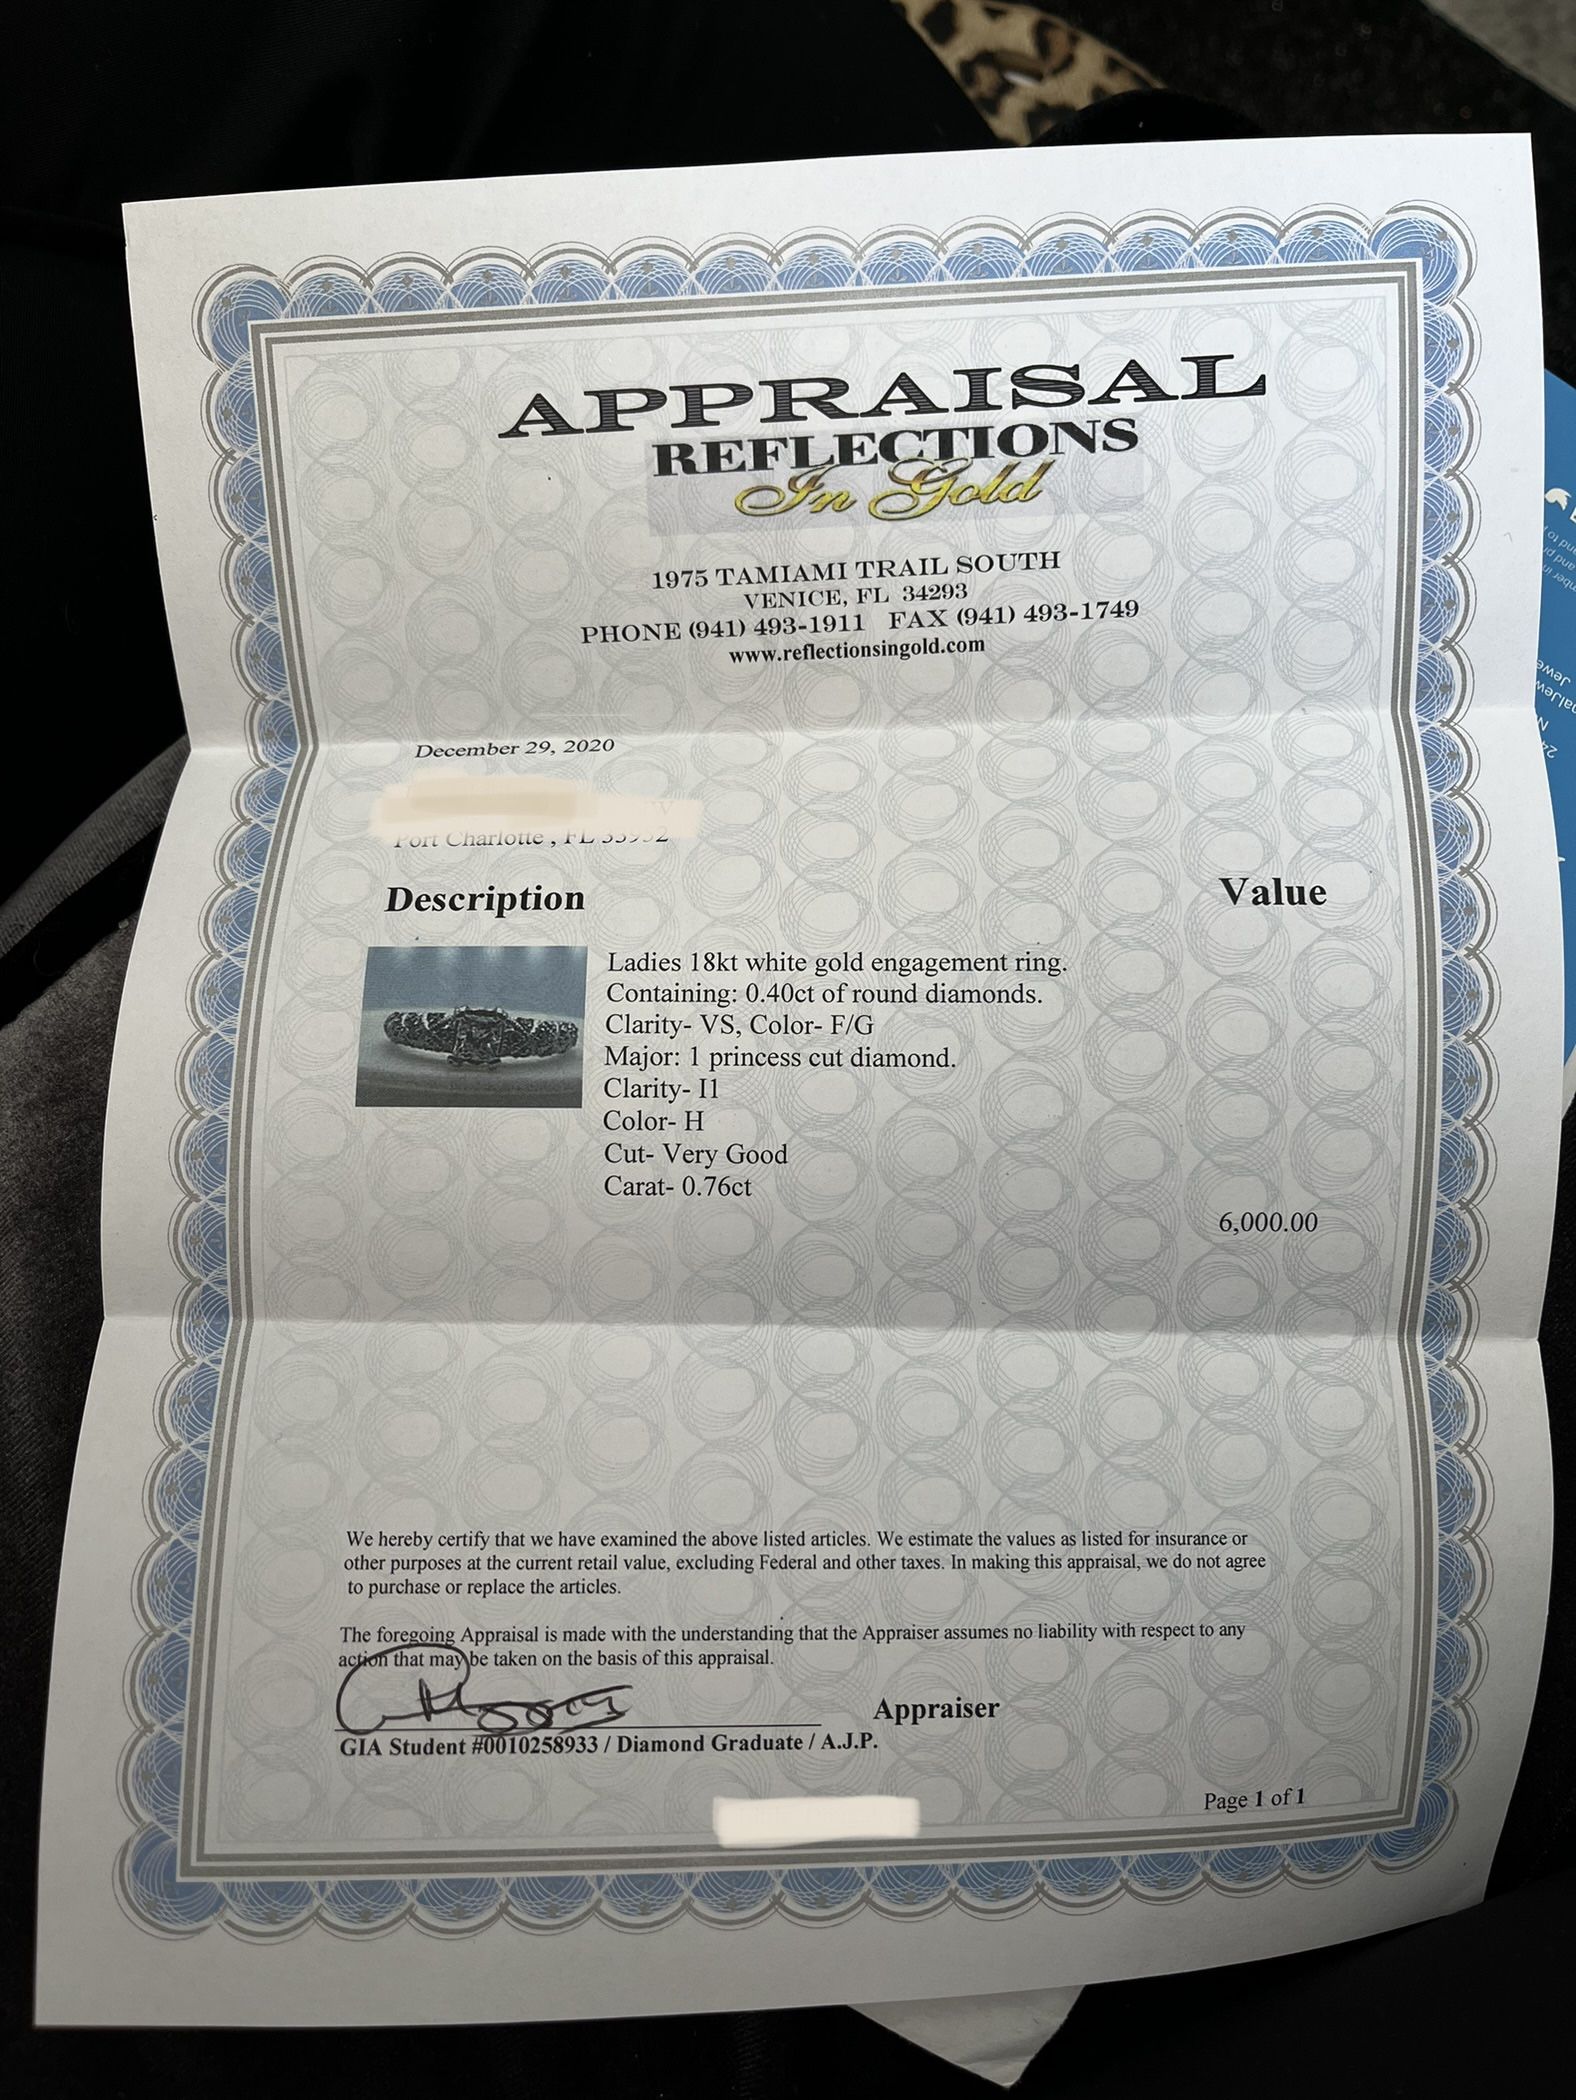 APPRAISAL
REFLECTIONS
In Gold
1975 TAMIAMI TRAIL SOUTH
VENICE, FL 34293
PHONE (941) 493-1911 FAX (941) 493-1749
www.reflectionsingold.com
December 29, 2020
W
Port Charlotte , FL 33952
Description Value
Ladies 18kt white gold engagement ring.
Containing: 0.40ct of round diamonds.
Clarity- VS, Color- F/G
Major: 1 princess cut diamond.
Clarity- I1
Color- H
Cut- Very Good
Carat- 0.76ct
6,000.00
We hereby certify that we have examined the above listed articles. We estimate the values as listed for insurance or
other purposes at the current retail value, excluding Federal and other taxes. In making this appraisal, we do not agree
to purchase or replace the articles.
The foregoing Appraisal is made with the understanding that the Appraiser assumes no liability with respect to any
action that may be taken on the basis of this appraisal.
Appraiser
GIA Student #0010258933 / Diamond Graduate / A.J.P.
Page 1 of 1